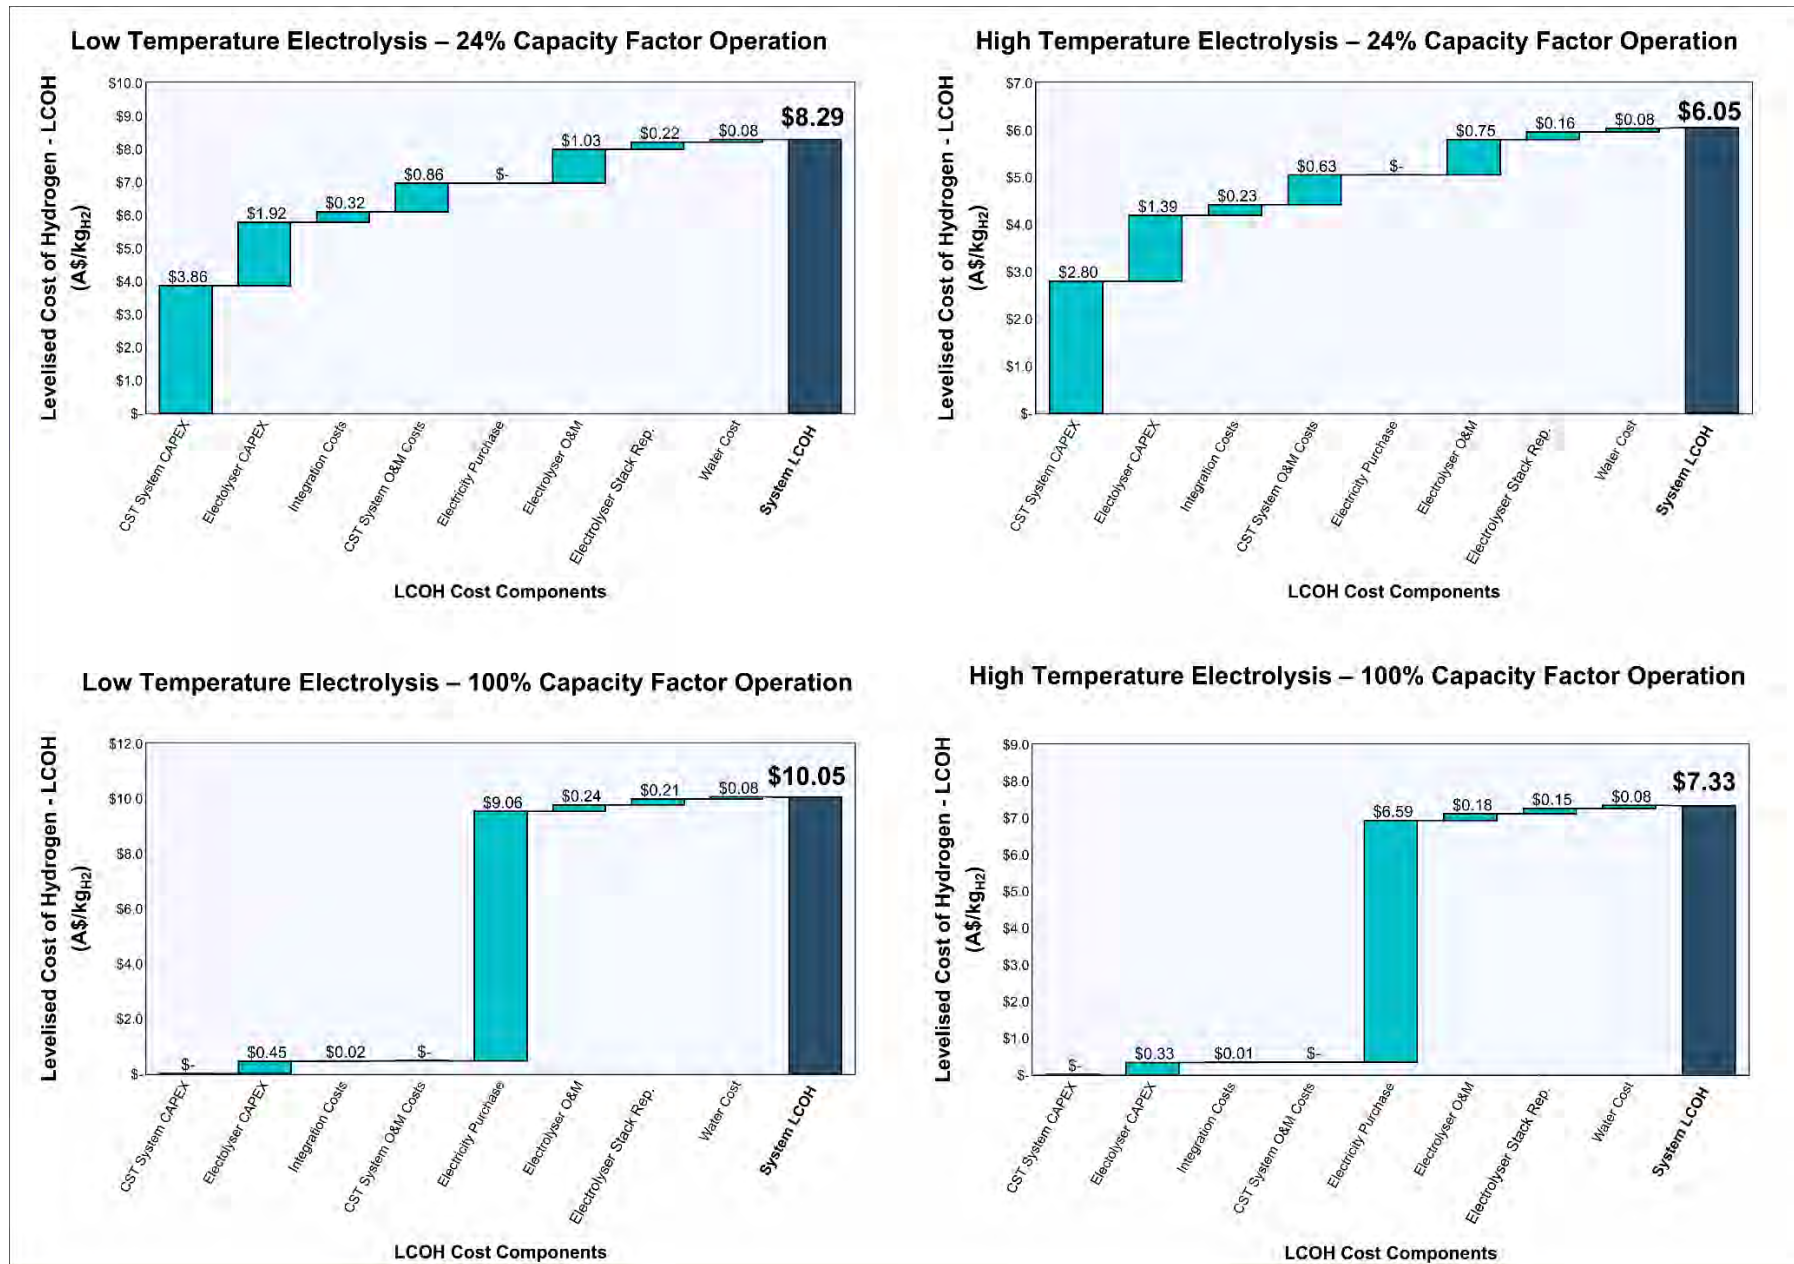 Low Temperature Electrolysis – 24% Capacity Factor Operation
Levelised Cost of Hydrogen - LCOH
(A$/kgH2)
$10.0
$9.0
$8.0
$7.0
$6.0
$5.0
$4.0
$3.0
$2.0
$1.0
$-
$3.86
$1.92
$0.32
$0.86
$-
$1.03
$0.22
$0.08
$8.29
CST System CAPEX
Electolyser CAPEX
Integration Costs
CST System O&M Costs
Electricity Purchase
Electrolyser O&M
Electrolyser Stack Rep.
Water Cost
System LCOH
LCOH Cost Components
High Temperature Electrolysis – 24% Capacity Factor Operation
Levelised Cost of Hydrogen - LCOH
(A$/kgH2)
$7.0
$6.0
$5.0
$4.0
$3.0
$2.0
$1.0
$-
$2.80
$1.39
$0.23
$0.63
$-
$0.75
$0.16
$0.08
$6.05
CST System CAPEX
Electolyser CAPEX
Integration Costs
CST System O&M Costs
Electricity Purchase
Electrolyser O&M
Electrolyser Stack Rep.
Water Cost
System LCOH
LCOH Cost Components
Low Temperature Electrolysis – 100% Capacity Factor Operation
Levelised Cost of Hydrogen - LCOH
(A$/kgH2)
$12.0
$10.0
$8.0
$6.0
$4.0
$2.0
$-
$-
$0.45
$0.02
$-
$9.06
$0.24
$0.21
$0.08
$10.05
CST System CAPEX
Electolyser CAPEX
Integration Costs
CST System O&M Costs
Electricity Purchase
Electrolyser O&M
Electrolyser Stack Rep.
Water Cost
System LCOH
LCOH Cost Components
High Temperature Electrolysis – 100% Capacity Factor Operation
Levelised Cost of Hydrogen - LCOH
(A$/kgH2)
$9.0
$8.0
$7.0
$6.0
$5.0
$4.0
$3.0
$2.0
$1.0
$-
$-
$0.33
$0.01
$-
$6.59
$0.18
$0.15
$0.08
$7.33
CST System CAPEX
Electolyser CAPEX
Integration Costs
CST System O&M Costs
Electricity Purchase
Electrolyser O&M
Electrolyser Stack Rep.
Water Cost
System LCOH
LCOH Cost Components